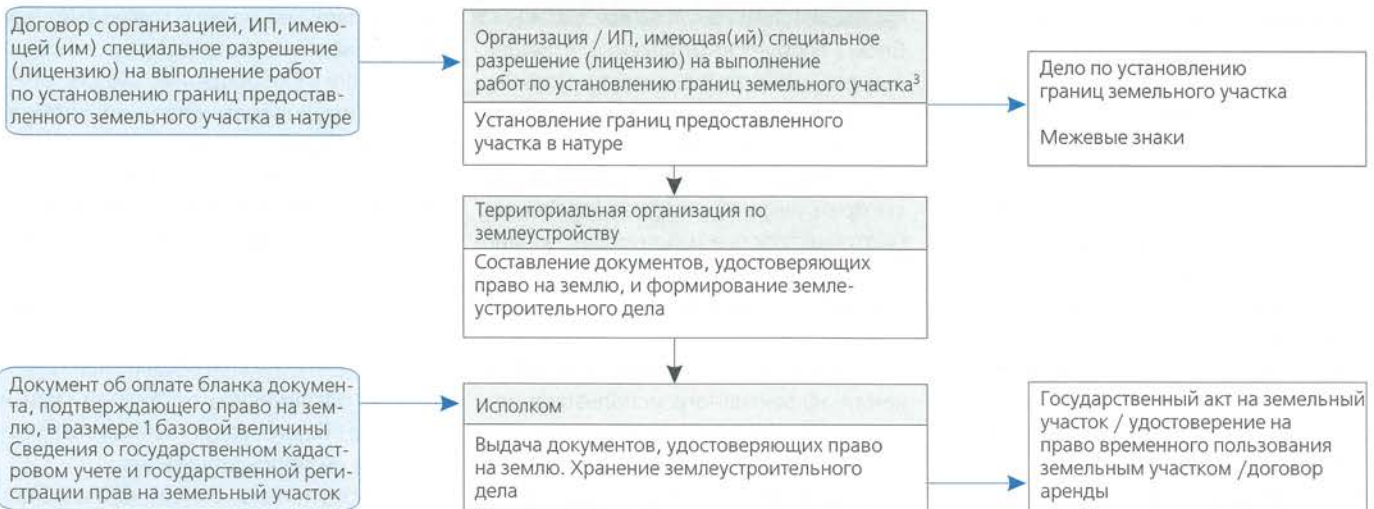 Договор с организацией, ИП, имею-
щей (им) специальное разрешение
(лицензию) на выполнение работ
по установлению границ предостав-
ленного земельного участка в натуре
Организация / ИП, имеющая(ий) специальное
разрешение (лицензию) на выполнение
работ по установлению границ земельного участка³
Установление границ предоставленного
участка в натуре
Дело по установлению
границ земельного участка
Межевые знаки
Территориальная организация по
землеустройству
Составление документов, удостоверяющих
право на землю, и формирование земле-
устроительного дела
Документ об оплате бланка докумен-
та, подтверждающего право на зем-
лю, в размере 1 базовой величины
Сведения о государственном кадаст-
ровом учете и государственной реги-
страции прав на земельный участок
Исполком
Выдача документов, удостоверяющих право
на землю. Хранение землеустроительного
дела
Государственный акт на земельный
участок / удостоверение на
право временного пользования
земельным участком /договор
аренды